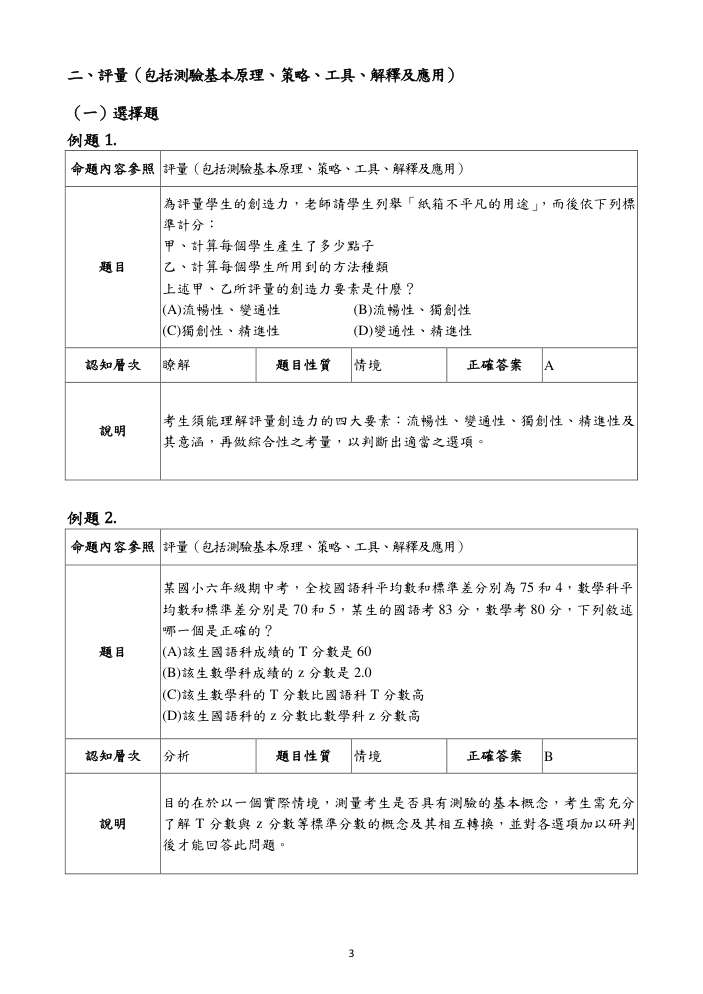 二、評量（包括測驗基本原理、策略、工具、解釋及應用）
（一）選擇題
例題 1.
命題內容參照 評量（包括測驗基本原理、策略、工具、解釋及應用）
題目
為評量學生的創造力，老師請學生列舉「紙箱不平凡的用途」，而後依下列標
準計分：
甲、計算每個學生產生了多少點子
乙、計算每個學生所用到的方法種類
上述甲、乙所評量的創造力要素是什麼？
(A)流暢性、變通性 (B)流暢性、獨創性
(C)獨創性、精進性 (D)變通性、精進性
認知層次 瞭解 題目性質 情境 正確答案 A
說明
考生須能理解評量創造力的四大要素：流暢性、變通性、獨創性、精進性及
其意涵，再做綜合性之考量，以判斷出適當之選項。
例題 2.
命題內容參照 評量（包括測驗基本原理、策略、工具、解釋及應用）
題目
某國小六年級期中考，全校國語科平均數和標準差分別為 75 和 4，數學科平
均數和標準差分別是 70 和 5，某生的國語考 83 分，數學考 80 分，下列敘述
哪一個是正確的？
(A)該生國語科成績的 T 分數是 60
(B)該生數學科成績的 z 分數是 2.0
(C)該生數學科的 T 分數比國語科 T 分數高
(D)該生國語科的 z 分數比數學科 z 分數高
認知層次 分析 題目性質 情境 正確答案 B
說明
目的在於以一個實際情境，測量考生是否具有測驗的基本概念，考生需充分
了解 T 分數與 z 分數等標準分數的概念及其相互轉換，並對各選項加以研判
後才能回答此問題。
3